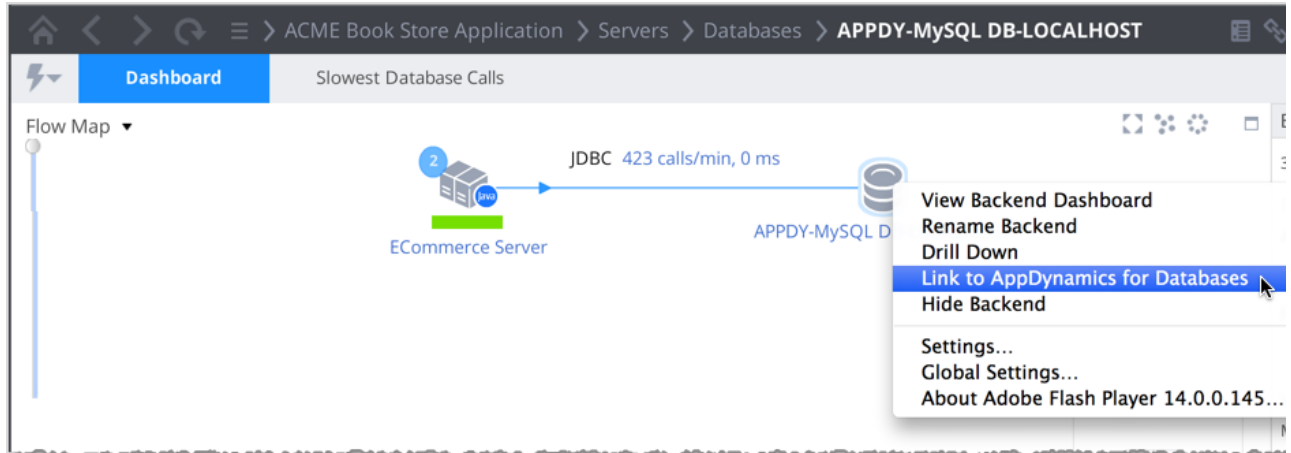 ACME Book Store Application > Servers > Databases > APPDY-MySQL DB-LOCALHOST
Dashboard Slowest Database Calls
Flow Map
2 JDBC 423 calls/min, 0 ms
Java
ECommerce Server
APPDY-MySQL
View Backend Dashboard
Rename Backend
Drill Down
Link to AppDynamics for Databases
Hide Backend
Settings...
Global Settings...
About Adobe Flash Player 14.0.0.145...